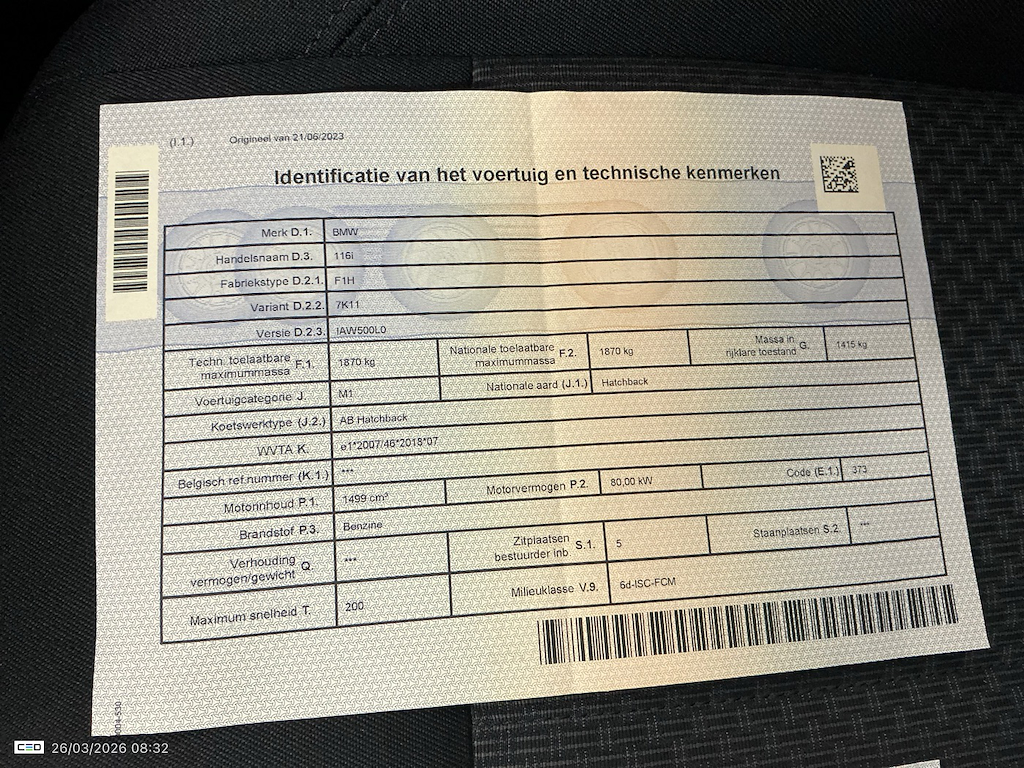 (I.1.) Origineel van 21/06/2023
Identificatie van het voertuig en technische kenmerken
Merk D.1. BMW
Handelsnaam D.3. 116i
Fabriekstype D.2.1. F1H
Variant D.2.2. 7K11
Versie D.2.3. IAW500L0
Techn. toelaatbare maximummassa F.1. 1870 kg Nationale toelaatbare maximummassa F.2. 1870 kg Massa in rijklare toestand G. 1415 kg
Voertuigcategorie J. M1 Nationale aard (J.1.) Hatchback
Koetswerktype (J.2.) AB Hatchback
WVTA K. e1*2007/46*2018*07
Belgisch ref.nummer (K.1.) ***
Motorinhoud P.1. 1499 cm³ Motorvermogen P.2. 80,00 kW Code (E.1.) 373
Brandstof P.3. Benzine
Verhouding vermogen/gewicht Q. *** Zitplaatsen bestuurder inb. S.1. 5 Staanplaatsen S.2. ***
Maximum snelheid T. 200 Milieuklasse V.9. 6d-ISC-FCM
CEO 26/03/2026 08:32